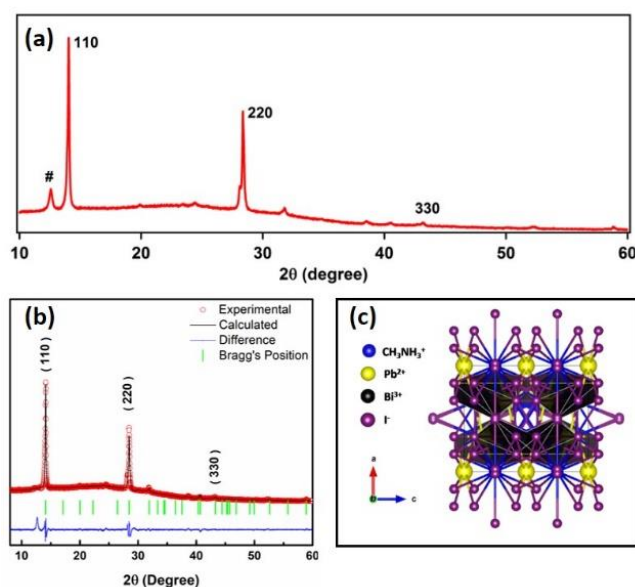 (a)
110
220
#
330
10
20
30
40
50
60
2θ (degree)
(b)
Experimental
Calculated
Difference
Bragg's Position
( 110 )
( 220 )
( 330 )
10
20
30
40
50
60
2θ (Degree)
(c)
CH₃NH₃⁺
Pb²⁺
Bi³⁺
I⁻
a
c